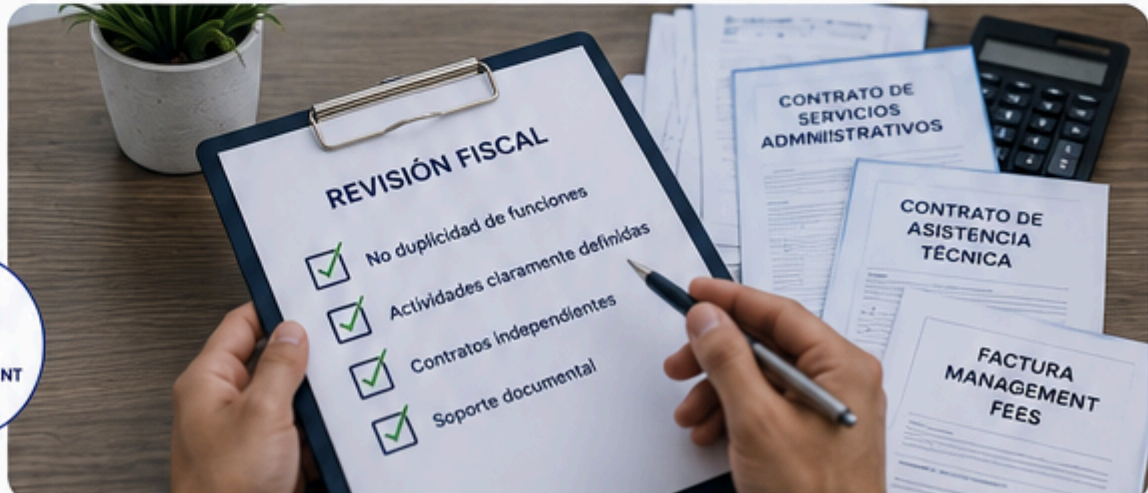 REVISIÓN FISCAL
No duplicidad de funciones
Actividades claramente definidas
Contratos independientes
Soporte documental
CONTRATO DE
SERVICIOS
ADMNIISTRATIVOS
CONTRATO DE
ASISTENCIA
TÉCNICA
FACTURA
MANAGEMENT
FEES
NT